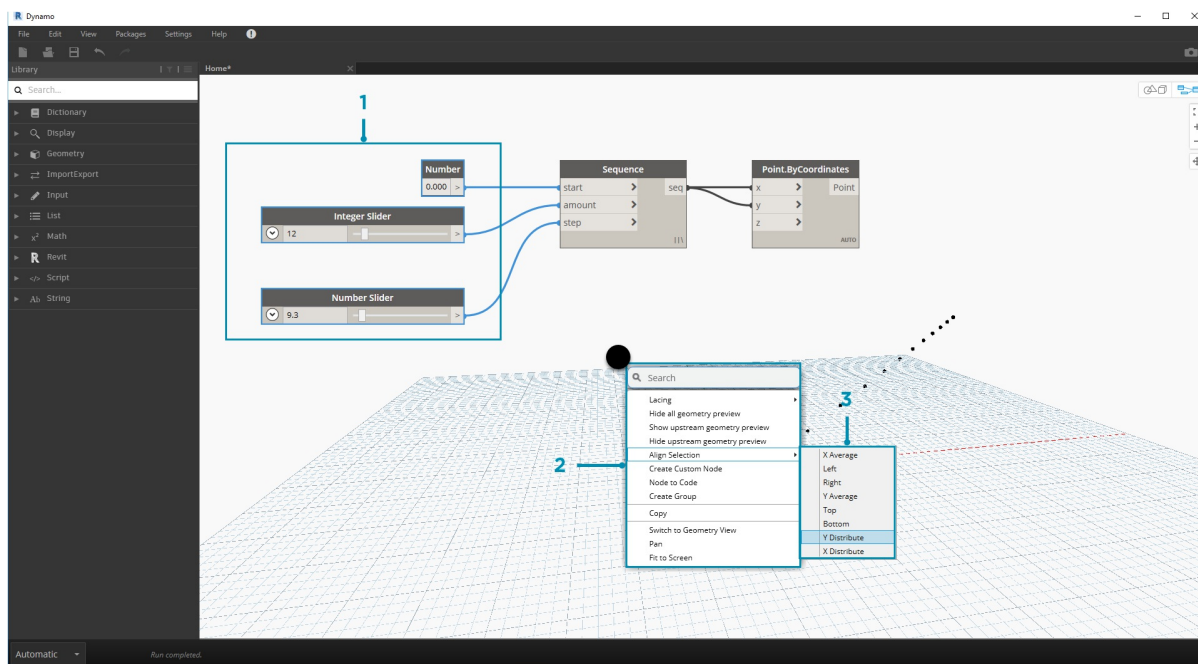 R Dynamo
File Edit View Packages Settings Help !
Library
Home*
Search...
Dictionary
Display
Geometry
ImportExport
Input
List
x² Math
R Revit
</> Script
Ab String
1
Number
0.000 >
Integer Slider
12 >
Number Slider
9.3 >
Sequence
start > seq
amount >
step >
Point.ByCoordinates
x > Point
y >
z >
AUTO
Search
Lacing
Hide all geometry preview
Show upstream geometry preview
Hide upstream geometry preview
Align Selection
Create Custom Node
Node to Code
Create Group
Copy
Switch to Geometry View
Pan
Fit to Screen
2
3
X Average
Left
Right
Y Average
Top
Bottom
Y Distribute
X Distribute
Automatic
Run completed.